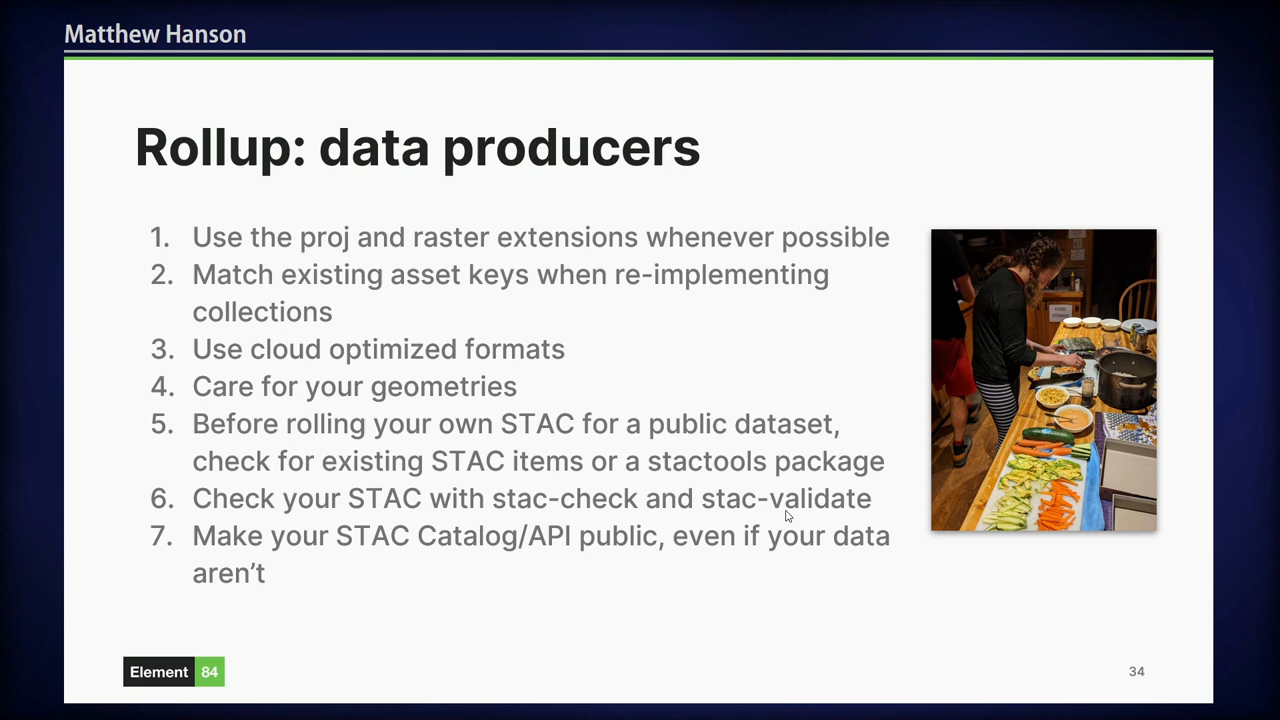 Matthew Hanson
Rollup: data producers
1. Use the proj and raster extensions whenever possible
2. Match existing asset keys when re-implementing
collections
3. Use cloud optimized formats
4. Care for your geometries
5. Before rolling your own STAC for a public dataset,
check for existing STAC items or a stactools package
6. Check your STAC with stac-check and stac-validate
7. Make your STAC Catalog/API public, even if your data
aren’t
Element 84
34